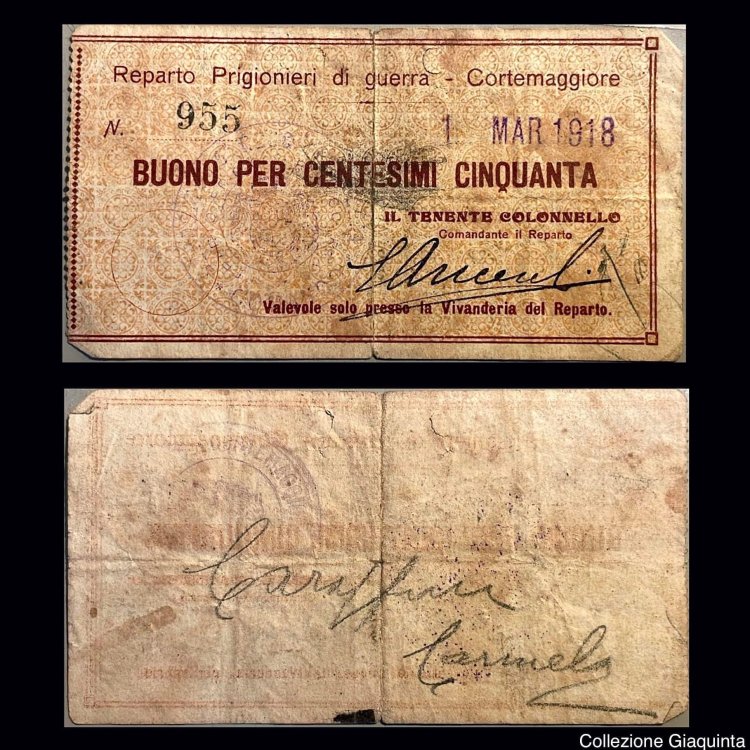 Reparto Prigionieri di guerra - Cortemaggiore
N. 955
1 MAR 1918
BUONO PER CENTESIMI CINQUANTA
IL TENENTE COLONNELLO
Comandante il Reparto
Valevole solo presso la Vivanderia del Reparto.
Carmela
Collezione Giaquinta